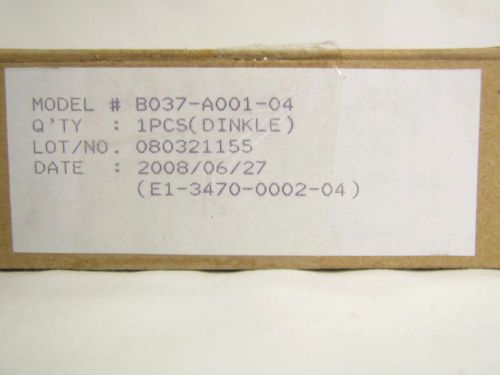 MODEL # B037-A001-04
Q'TY : 1PCS(DINKLE)
LOT/NO. 080321155
DATE : 2008/06/27
(E1-3470-0002-04)